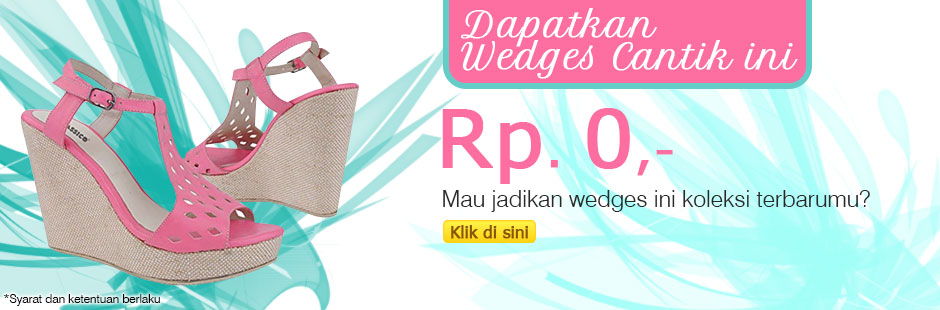 Dapatkan
Wedges Cantik ini
Rp. 0,-
Mau jadikan wedges ini koleksi terbarumu?
Klik di sini
*Syarat dan ketentuan berlaku